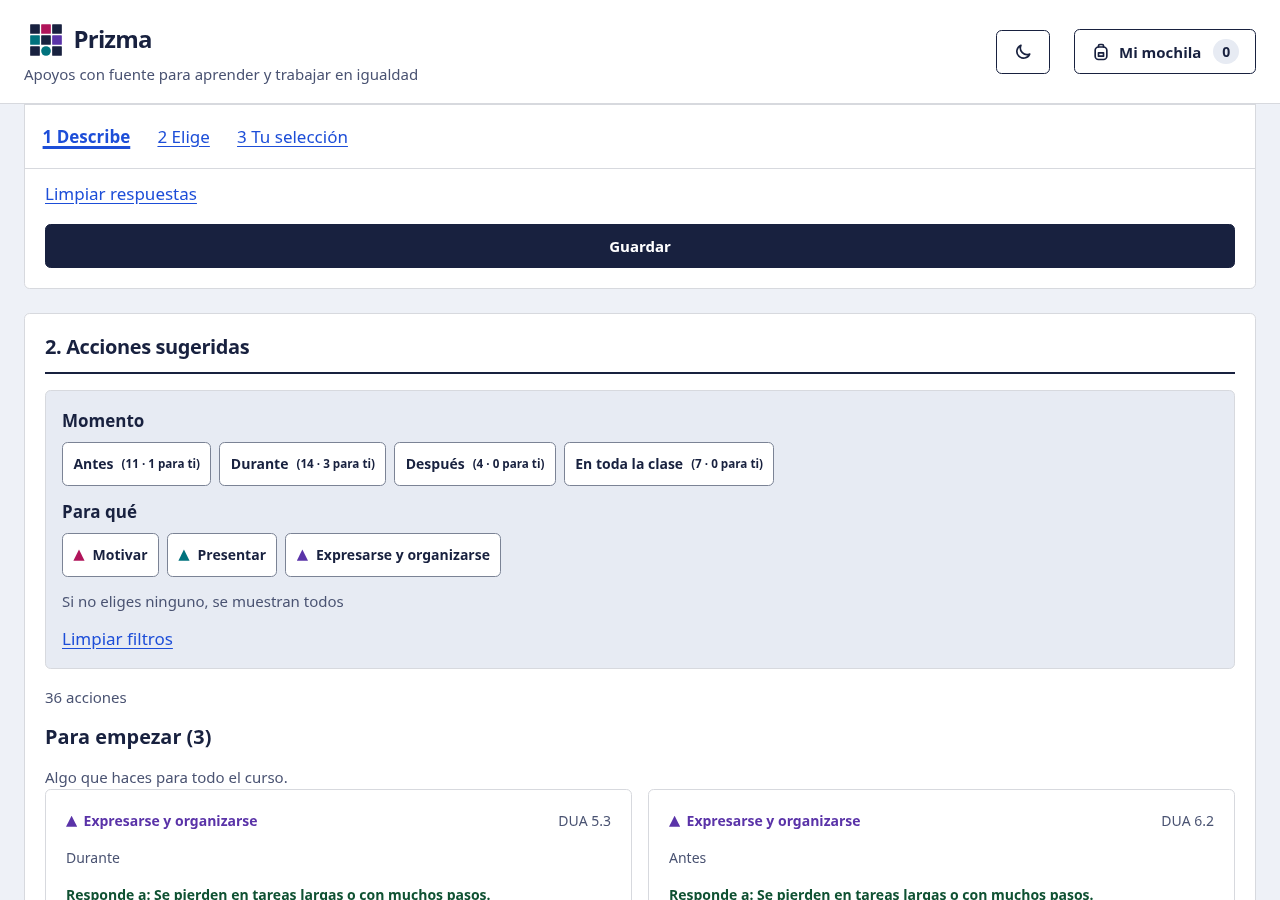 Prizma
Apoyos con fuente para aprender y trabajar en igualdad
Mi mochila 0
1 Describe 2 Elige 3 Tu selección
Limpiar respuestas
Guardar
2. Acciones sugeridas
Momento
Antes (11 · 1 para ti) Durante (14 · 3 para ti) Después (4 · 0 para ti) En toda la clase (7 · 0 para ti)
Para qué
Motivar Presentar Expresarse y organizarse
Si no eliges ninguno, se muestran todos
Limpiar filtros
36 acciones
Para empezar (3)
Algo que haces para todo el curso.
Expresarse y organizarse DUA 5.3
Durante
Responde a: Se pierden en tareas largas o con muchos pasos.
Expresarse y organizarse DUA 6.2
Antes
Responde a: Se pierden en tareas largas o con muchos pasos.